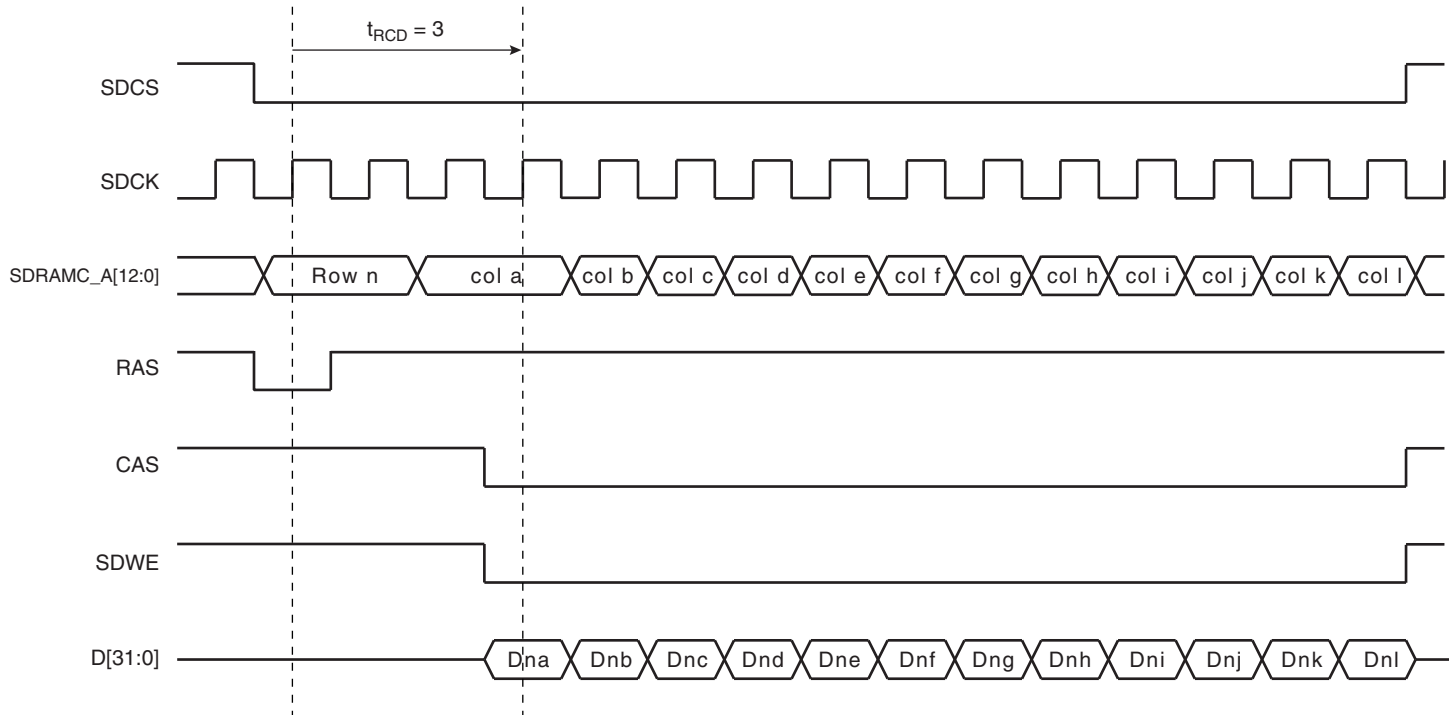 tRCD = 3
SDCS
SDCK
SDRAMC_A[12:0] Row n col a col b col c col d col e col f col g col h col i col j col k col l
RAS
CAS
SDWE
D[31:0] Dna Dnb Dnc Dnd Dne Dnf Dng Dnh Dni Dnj Dnk Dnl